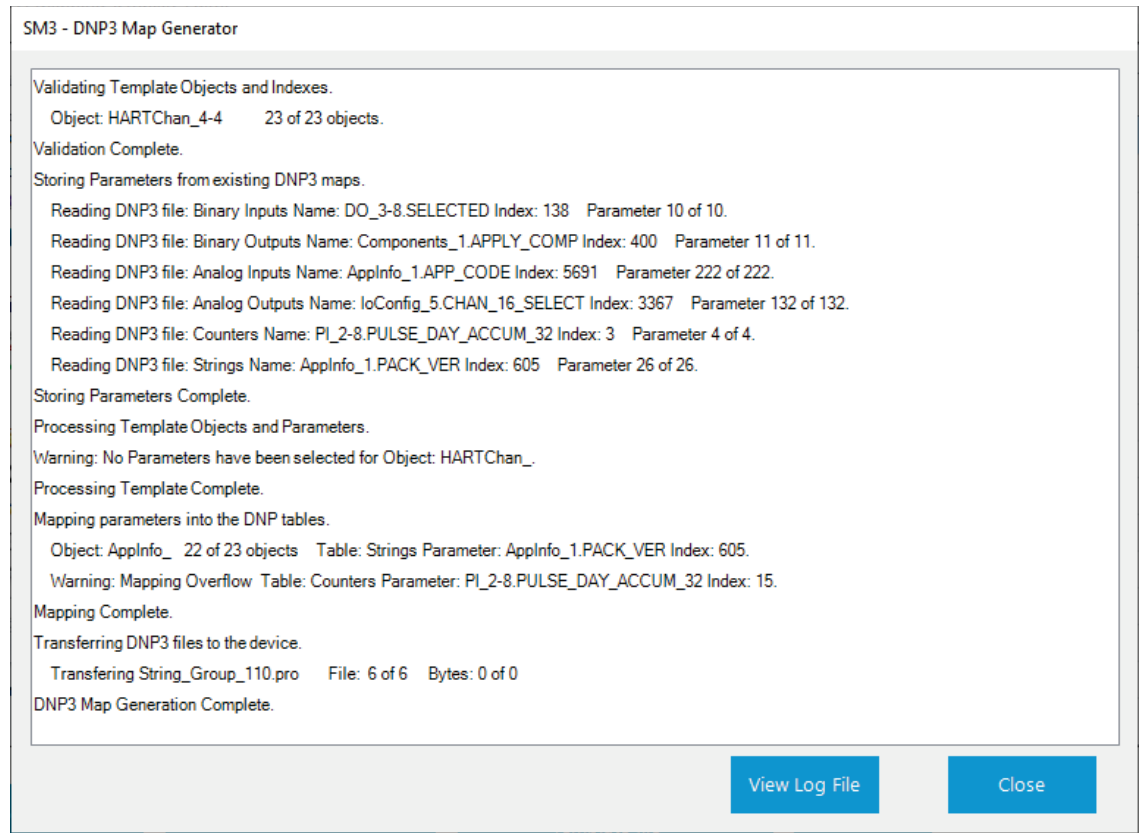 SM3 - DNP3 Map Generator
Validating Template Objects and Indexes.
Object: HARTChan_4-4 23 of 23 objects.
Validation Complete.
Storing Parameters from existing DNP3 maps.
Reading DNP3 file: Binary Inputs Name: DO_3-8.SELECTED Index: 138 Parameter 10 of 10.
Reading DNP3 file: Binary Outputs Name: Components_1.APPLY_COMP Index: 400 Parameter 11 of 11.
Reading DNP3 file: Analog Inputs Name: AppInfo_1.APP_CODE Index: 5691 Parameter 222 of 222.
Reading DNP3 file: Analog Outputs Name: IoConfig_5.CHAN_16_SELECT Index: 3367 Parameter 132 of 132.
Reading DNP3 file: Counters Name: PI_2-8.PULSE_DAY_ACCUM_32 Index: 3 Parameter 4 of 4.
Reading DNP3 file: Strings Name: AppInfo_1.PACK_VER Index: 605 Parameter 26 of 26.
Storing Parameters Complete.
Processing Template Objects and Parameters.
Warning: No Parameters have been selected for Object: HARTChan_.
Processing Template Complete.
Mapping parameters into the DNP tables.
Object: AppInfo_ 22 of 23 objects Table: Strings Parameter: AppInfo_1.PACK_VER Index: 605.
Warning: Mapping Overflow Table: Counters Parameter: PI_2-8.PULSE_DAY_ACCUM_32 Index: 15.
Mapping Complete.
Transferring DNP3 files to the device.
Transfering String_Group_110.pro File: 6 of 6 Bytes: 0 of 0
DNP3 Map Generation Complete.
View Log File
Close